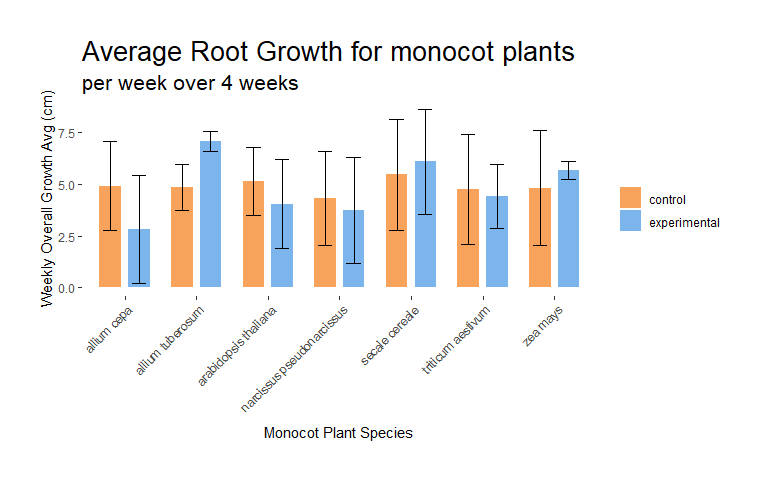 Average Root Growth for monocot plants
per week over 4 weeks
Weekly Overall Growth Avg (cm)
7.5
5.0
2.5
0.0
allium cepa
allium tuberosum
arabidopsis thaliana
narcissus pseudonarcissus
secale cereale
triticum aestivum
zea mays
Monocot Plant Species
control
experimental